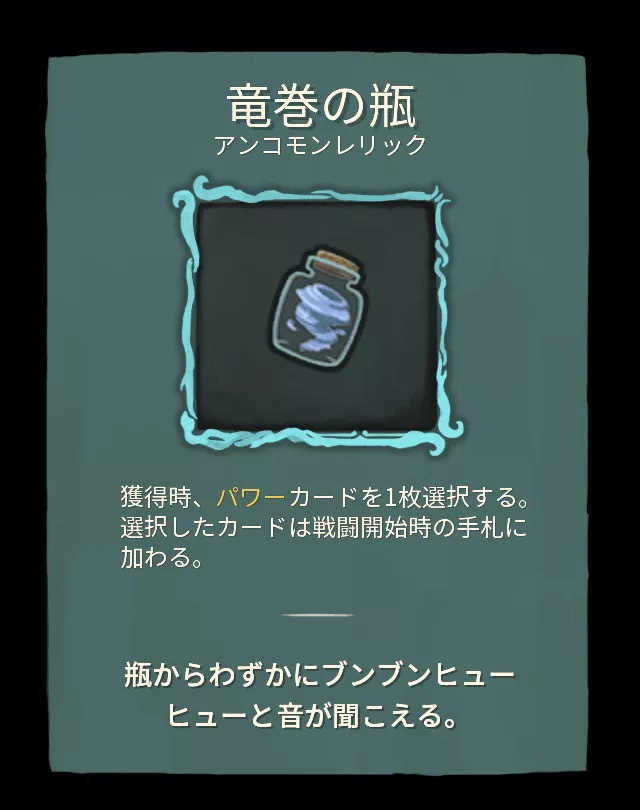 竜巻の瓶
アンコモンレリック
獲得時、パワーカードを1枚選択する。
選択したカードは戦闘開始時の手札に
加わる。
瓶からわずかにブンブンヒュー
ヒューと音が聞こえる。